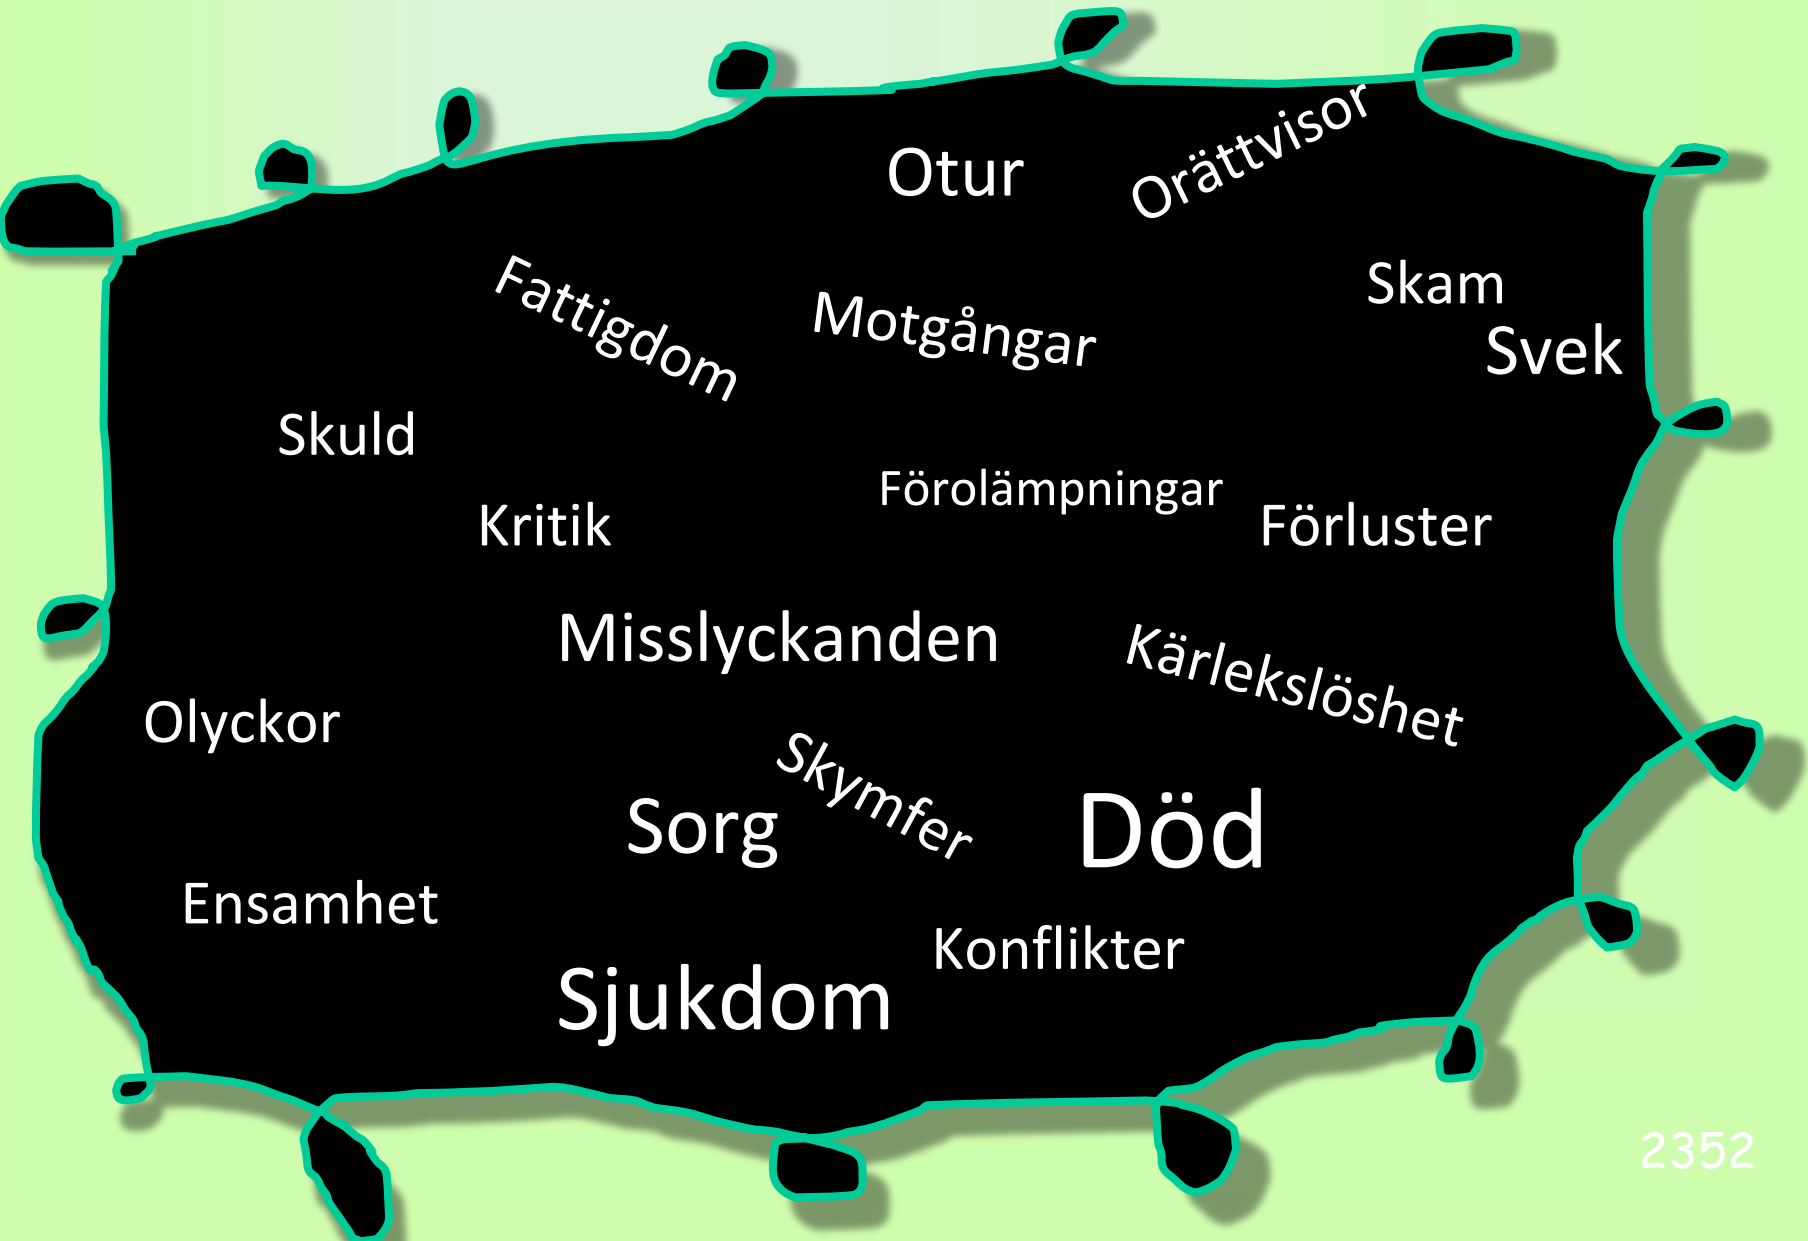 Otur
Orättvisor
Fattigdom
Motgångar
Skam
Svek
Skuld
Förolämpningar
Kritik
Förluster
Misslyckanden
Kärlekslöshet
Olyckor
Skymfer
Sorg
Död
Ensamhet
Konflikter
Sjukdom
2352